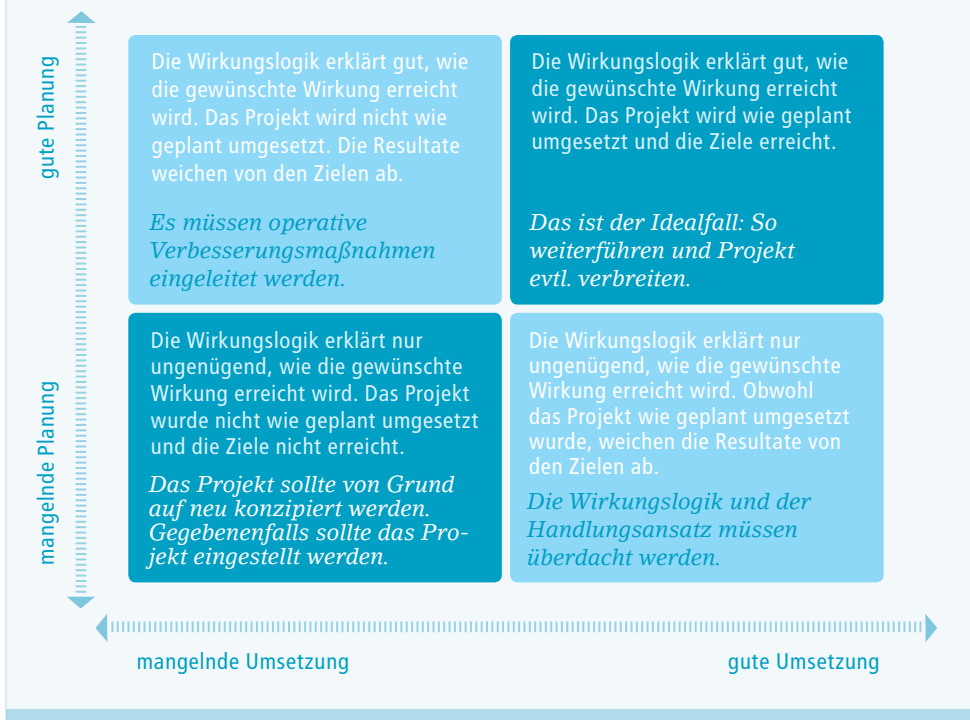 gute Planung
Die Wirkungslogik erklärt gut, wie
die gewünschte Wirkung erreicht
wird. Das Projekt wird nicht wie
geplant umgesetzt. Die Resultate
weichen von den Zielen ab.
Es müssen operative
Verbesserungsmaßnahmen
eingeleitet werden.
Die Wirkungslogik erklärt gut, wie
die gewünschte Wirkung erreicht
wird. Das Projekt wird wie geplant
umgesetzt und die Ziele erreicht.
Das ist der Idealfall: So
weiterführen und Projekt
evtl. verbreiten.
mangelnde Planung
Die Wirkungslogik erklärt nur
ungenügend, wie die gewünschte
Wirkung erreicht wird. Das Projekt
wurde nicht wie geplant umgesetzt
und die Ziele nicht erreicht.
Das Projekt sollte von Grund
auf neu konzipiert werden.
Gegebenenfalls sollte das Pro-
jekt eingestellt werden.
Die Wirkungslogik erklärt nur
ungenügend, wie die gewünschte
Wirkung erreicht wird. Obwohl
das Projekt wie geplant umgesetzt
wurde, weichen die Resultate von
den Zielen ab.
Die Wirkungslogik und der
Handlungsansatz müssen
überdacht werden.
mangelnde Umsetzung
gute Umsetzung